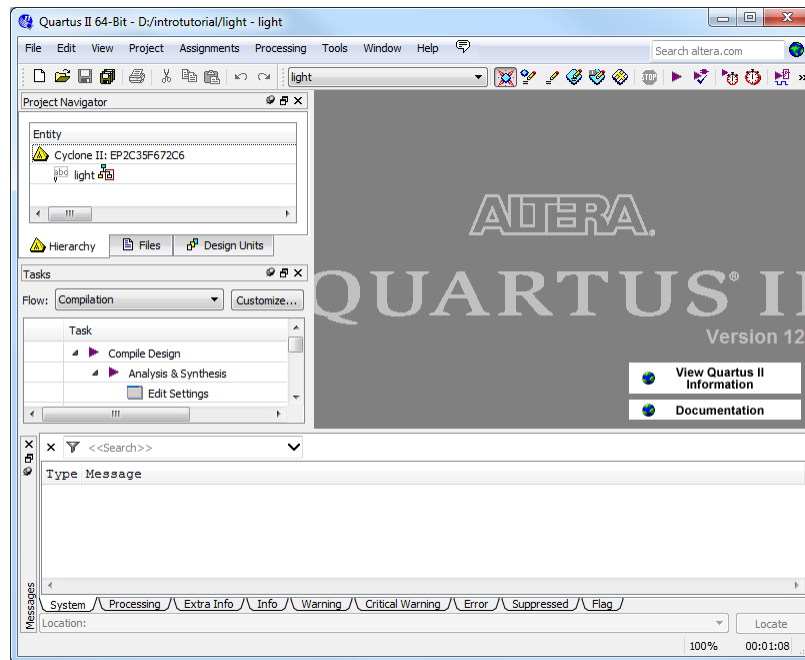 Quartus II 64-Bit - D:/introtutorial/light - light
File Edit View Project Assignments Processing Tools Window Help
Search altera.com
light
STOP
Project Navigator
Entity
Cyclone II: EP2C35F672C6
abd light
Hierarchy Files Design Units
Tasks
Flow: Compilation Customize...
Task
Compile Design
Analysis & Synthesis
Edit Settings
ALTERA.
QUARTUS® II
Version 12
View Quartus II
Information
Documentation
<<Search>>
Type Message
System Processing Extra Info Info Warning Critical Warning Error Suppressed Flag
Messages
Location: Locate
100% 00:01:08